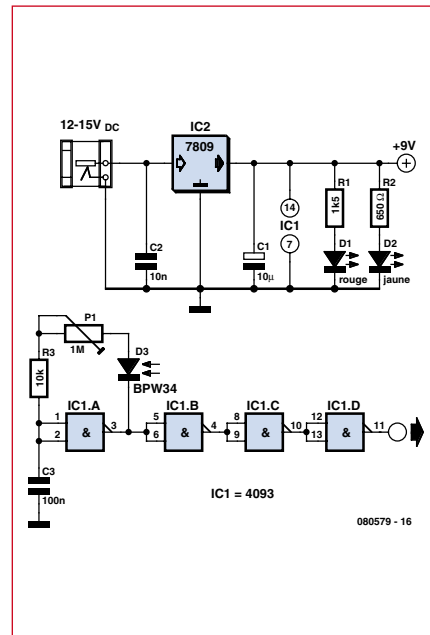 12-15V DC
IC2
7809
+9V
R1
1k5
R2
650 Ω
14
IC1
7
C2
10n
C1
10µ
D1
rouge
D2
jaune
P1
1M
R3
10k
D3
BPW34
IC1.A
IC1.B
IC1.C
IC1.D
1
2
&
3
5
6
&
4
8
9
&
10
12
13
&
11
C3
100n
IC1 = 4093
080579 - 16